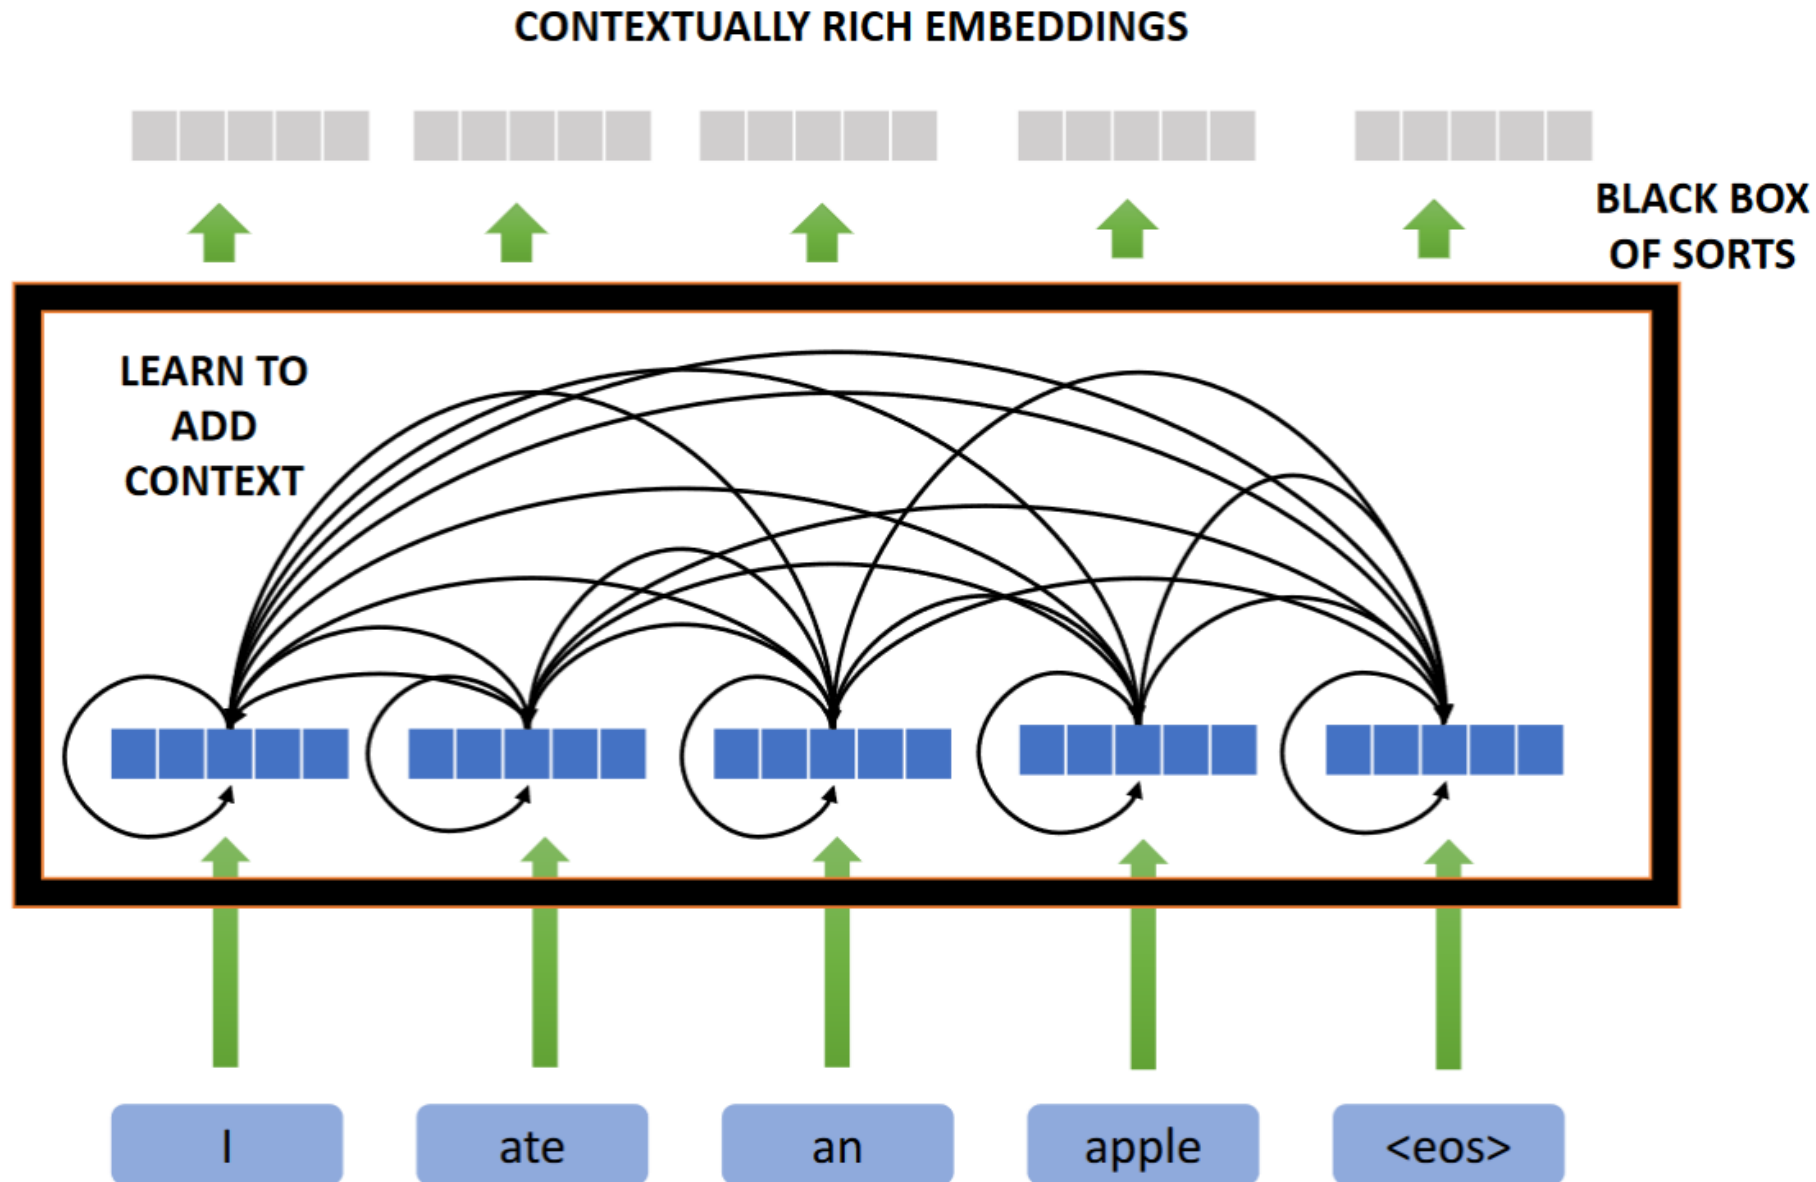 CONTEXTUALLY RICH EMBEDDINGS
BLACK BOX
OF SORTS
LEARN TO
ADD
CONTEXT
I
ate
an
apple
<eos>